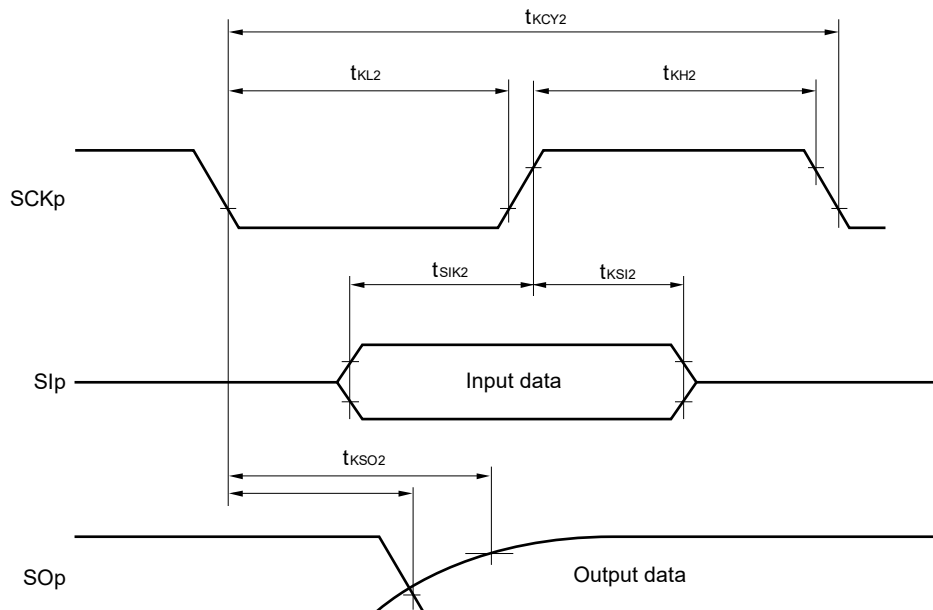 tKCY2
tKL2
tKH2
SCKp
tSIK2
tKSI2
SIp
Input data
tKSO2
SOp
Output data